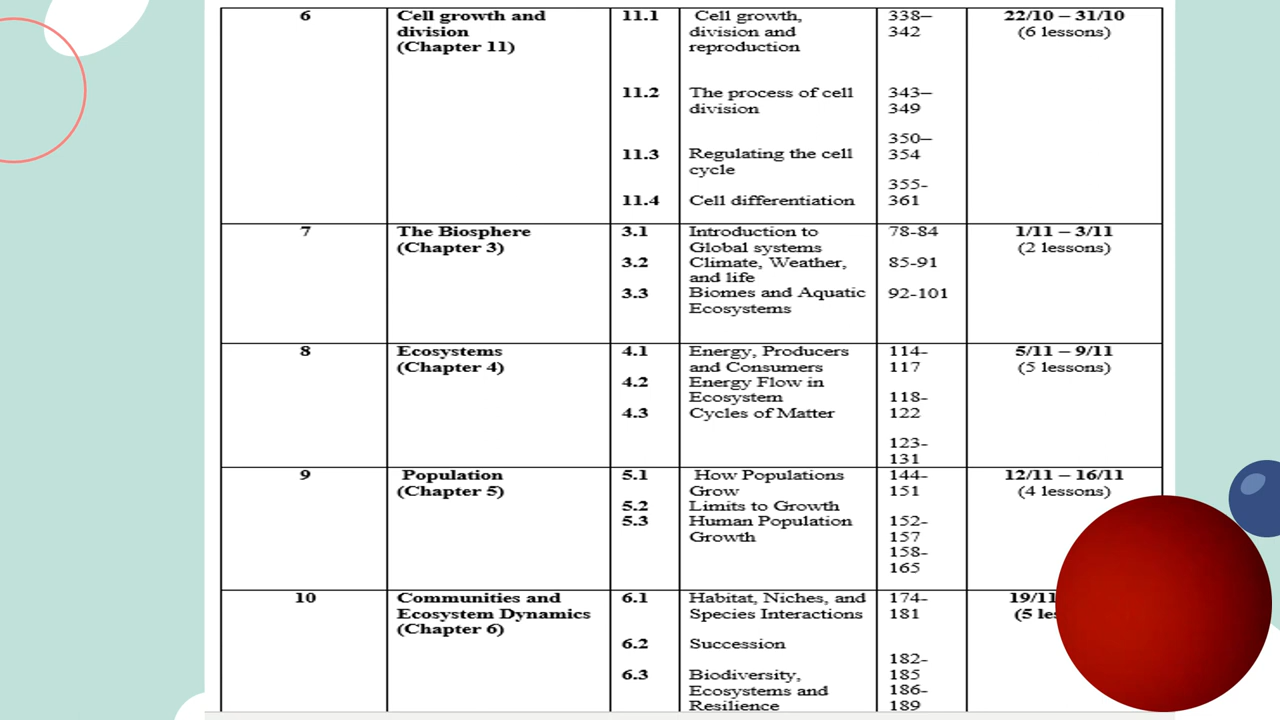 6
Cell growth and
division
(Chapter 11)
11.1
Cell growth,
division and
reproduction
338–
342
22/10 – 31/10
(6 lessons)
11.2
The process of cell
division
343–
349
11.3
Regulating the cell
cycle
350–
354
11.4
Cell differentiation
355-
361
7
The Biosphere
(Chapter 3)
3.1
Introduction to
Global systems
78-84
1/11 – 3/11
(2 lessons)
3.2
Climate, Weather,
and life
85-91
3.3
Biomes and Aquatic
Ecosystems
92-101
8
Ecosystems
(Chapter 4)
4.1
Energy, Producers
and Consumers
114-
117
5/11 – 9/11
(5 lessons)
4.2
Energy Flow in
Ecosystem
118-
122
4.3
Cycles of Matter
123-
131
9
Population
(Chapter 5)
5.1
How Populations
Grow
144-
151
12/11 – 16/11
(4 lessons)
5.2
Limits to Growth
152-
157
5.3
Human Population
Growth
158-
165
10
Communities and
Ecosystem Dynamics
(Chapter 6)
6.1
Habitat, Niches, and
Species Interactions
174-
181
19/11
(5
6.2
Succession
182-
185
6.3
Biodiversity,
Ecosystems and
Resilience
186-
189